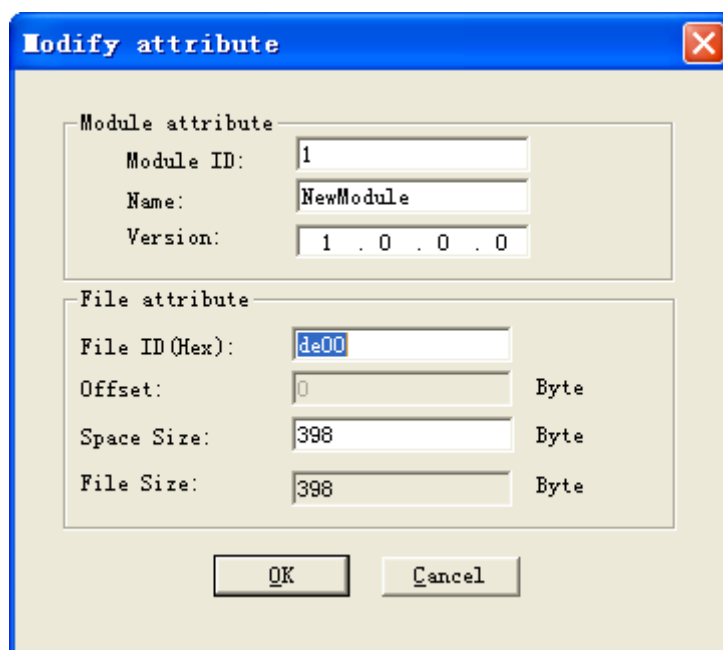 Modify attribute
Module attribute
Module ID: 1
Name: NewModule
Version: 1 . 0 . 0 . 0
File attribute
File ID(Hex): de00
Offset: 0 Byte
Space Size: 398 Byte
File Size: 398 Byte
OK Cancel